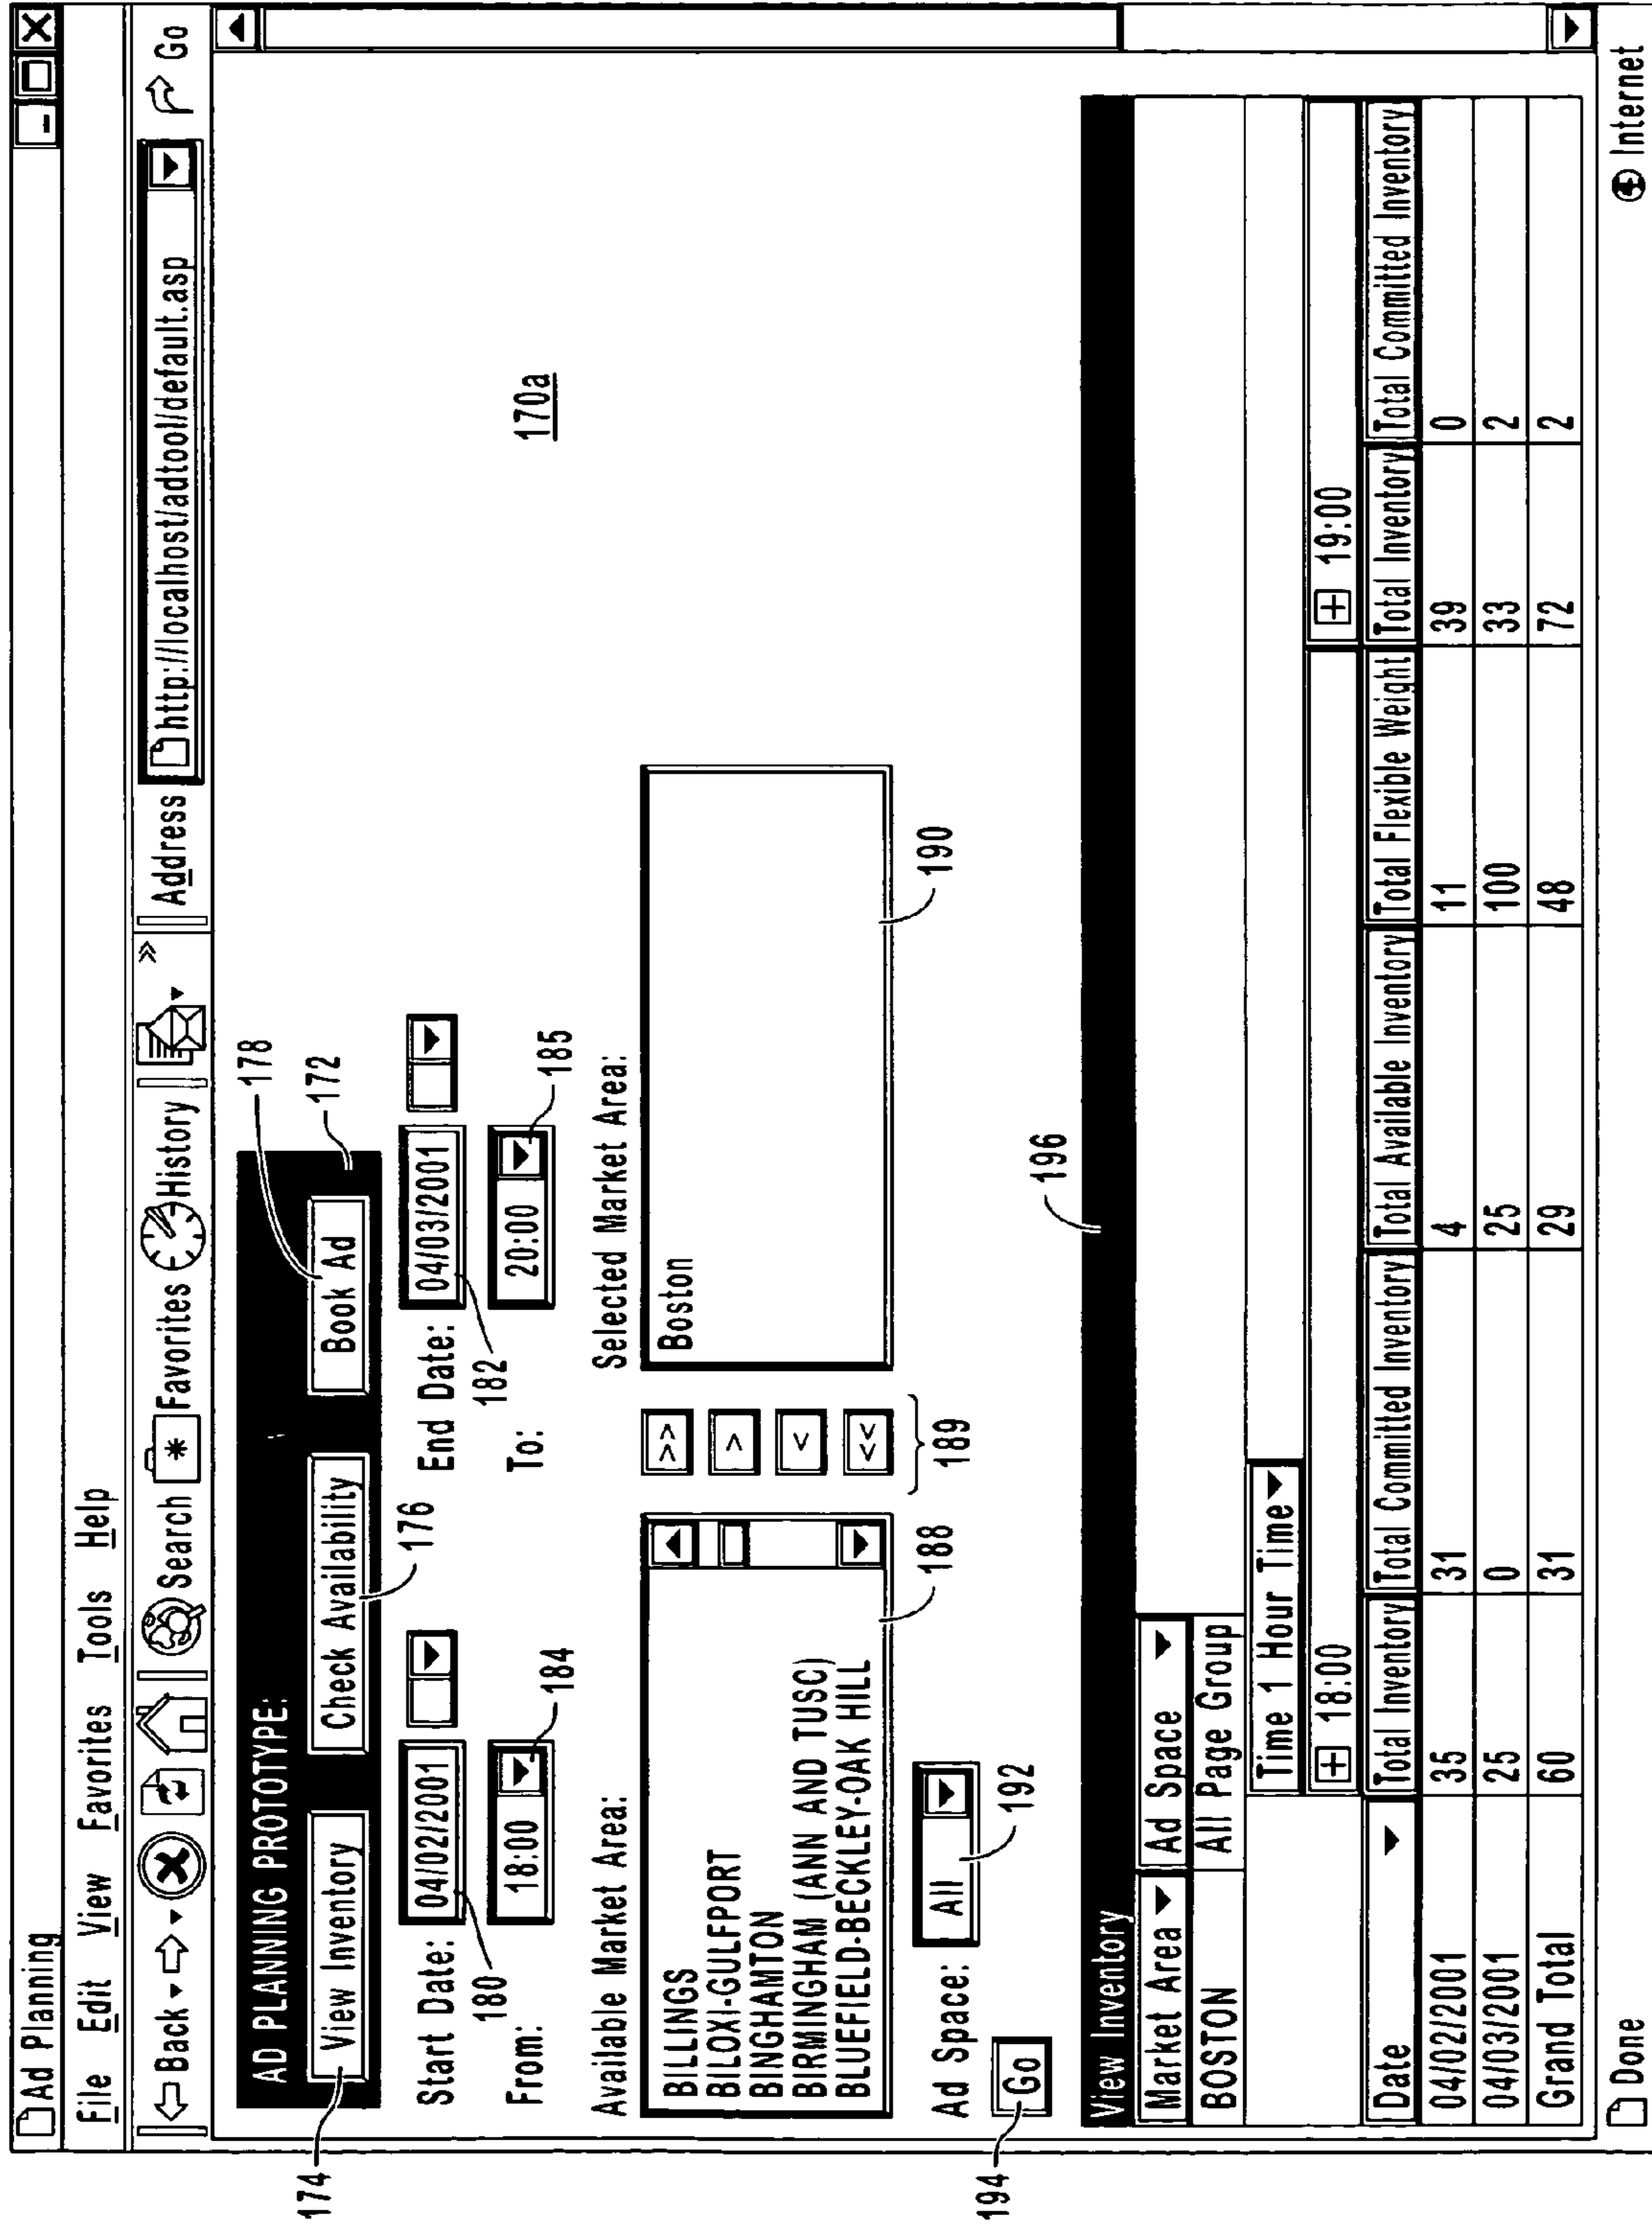 Ad Planning
File Edit View Favorites Tools Help
Back Search Favorites History » Address http://localhost/adtool/default.asp Go
AD PLANNING PROTOTYPE:
View Inventory Check Availability Book Ad
174
176
178
172
Start Date: 04/02/2001 End Date: 04/03/2001
180
182
From: 18:00 To: 20:00
184
185
170a
Available Market Area: Selected Market Area:
BILLINGS
BILOXI-GULFPORT
BINGHAMTON
BIRMINGHAM (ANN AND TUSC)
BLUEFIELD-BECKLEY-OAK HILL
>>
>
<
<<
Boston
188
189
190
Ad Space: All
192
Go
194
196
View Inventory
Market Area Ad Space
BOSTON All Page Group
Time 1 Hour Time
18:00 19:00
Date Total Inventory Total Committed Inventory Total Available Inventory Total Flexible Weight Total Inventory Total Committed Inventory
04/02/2001 35 31 4 11 39 0
04/03/2001 25 0 25 100 33 2
Grand Total 60 31 29 48 72 2
Done Internet